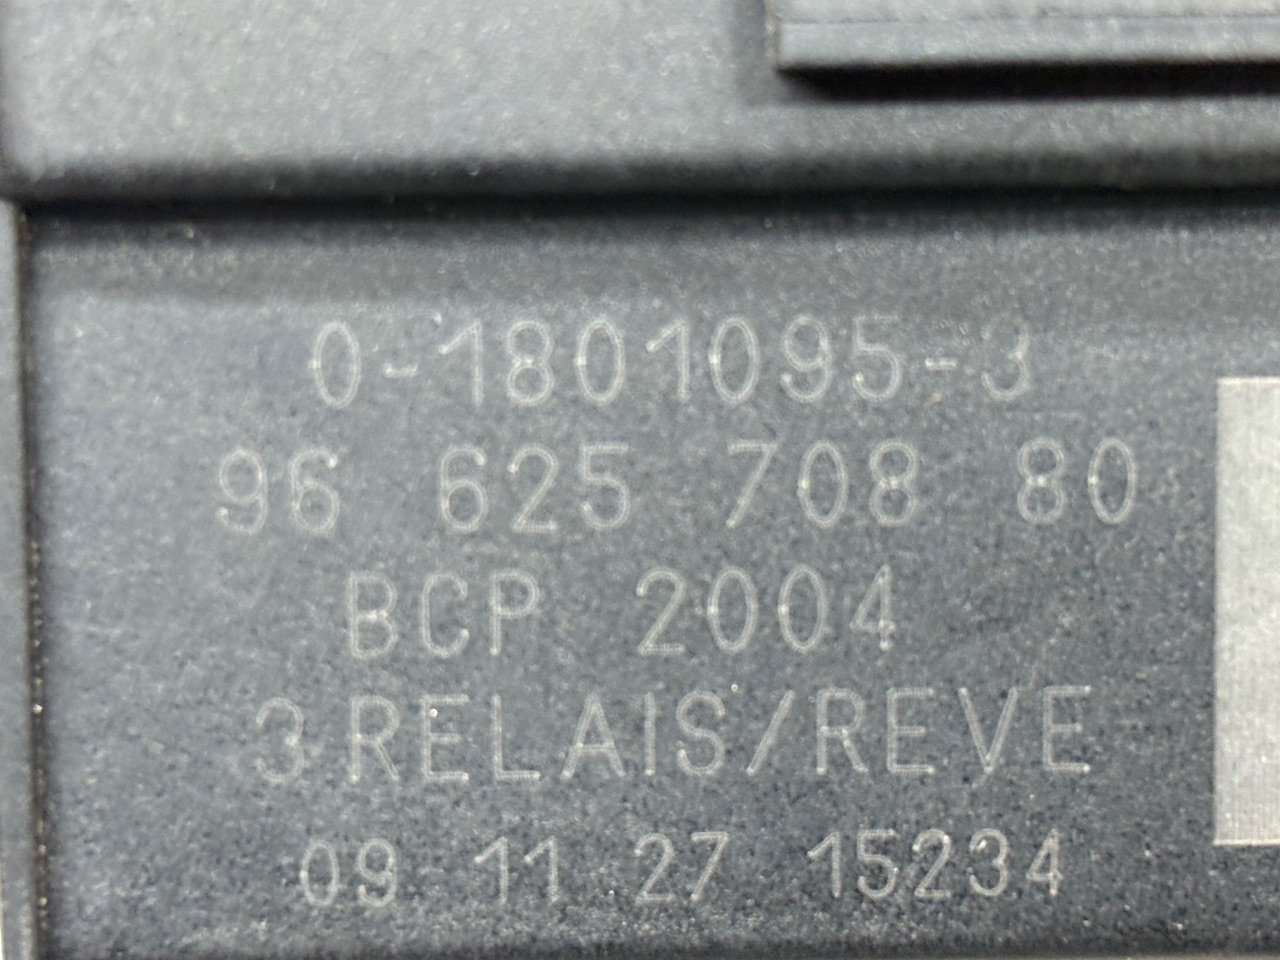 0-1801095-3
96 625 708 80
BCP 2004
3 RELAIS/REVE
09 11 27 15234